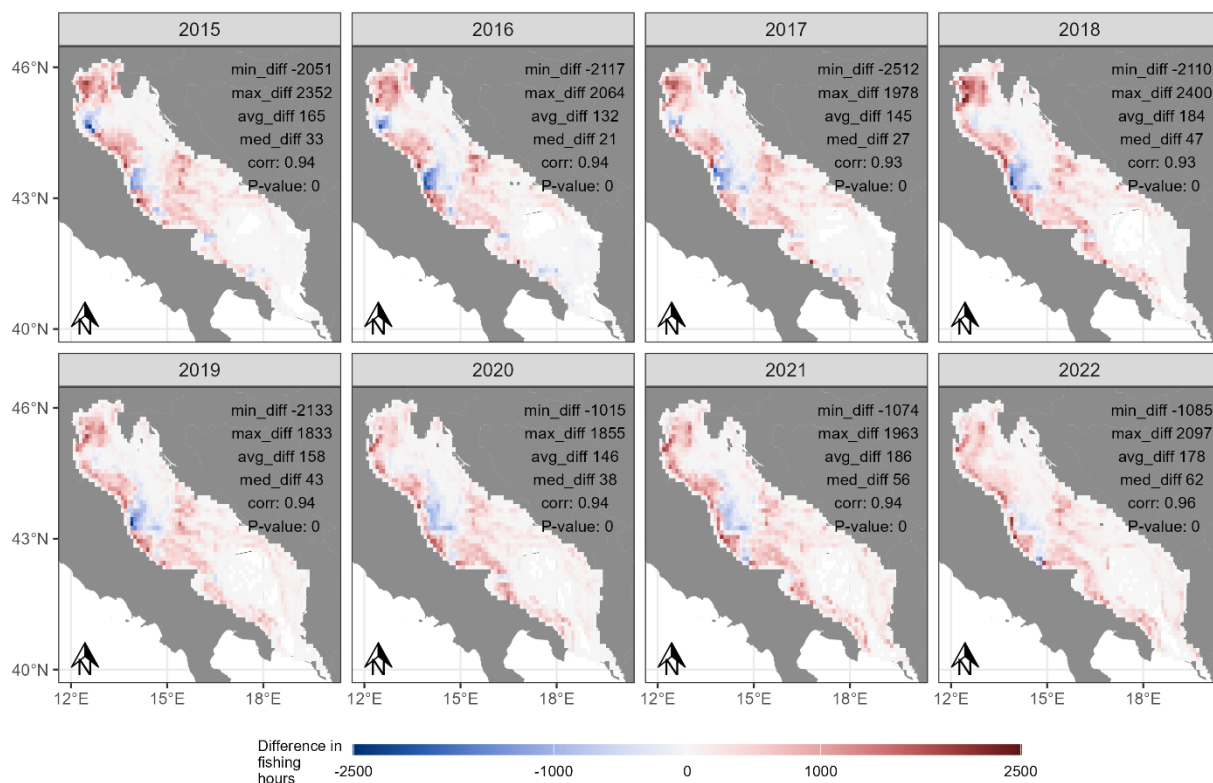 2015 2016 2017 2018
46°N
min_diff -2051
max_diff 2352
avg_diff 165
med_diff 33
corr: 0.94
P-value: 0
min_diff -2117
max_diff 2064
avg_diff 132
med_diff 21
corr: 0.94
P-value: 0
min_diff -2512
max_diff 1978
avg_diff 145
med_diff 27
corr: 0.93
P-value: 0
min_diff -2110
max_diff 2400
avg_diff 184
med_diff 47
corr: 0.93
P-value: 0
43°N
40°N
N N N N
2019 2020 2021 2022
46°N
min_diff -2133
max_diff 1833
avg_diff 158
med_diff 43
corr: 0.94
P-value: 0
min_diff -1015
max_diff 1855
avg_diff 146
med_diff 38
corr: 0.94
P-value: 0
min_diff -1074
max_diff 1963
avg_diff 186
med_diff 56
corr: 0.94
P-value: 0
min_diff -1085
max_diff 2097
avg_diff 178
med_diff 62
corr: 0.96
P-value: 0
43°N
40°N
N N N N
12°E 15°E 18°E 12°E 15°E 18°E 12°E 15°E 18°E 12°E 15°E 18°E
Difference in
fishing
hours
-2500 -1000 0 1000 2500